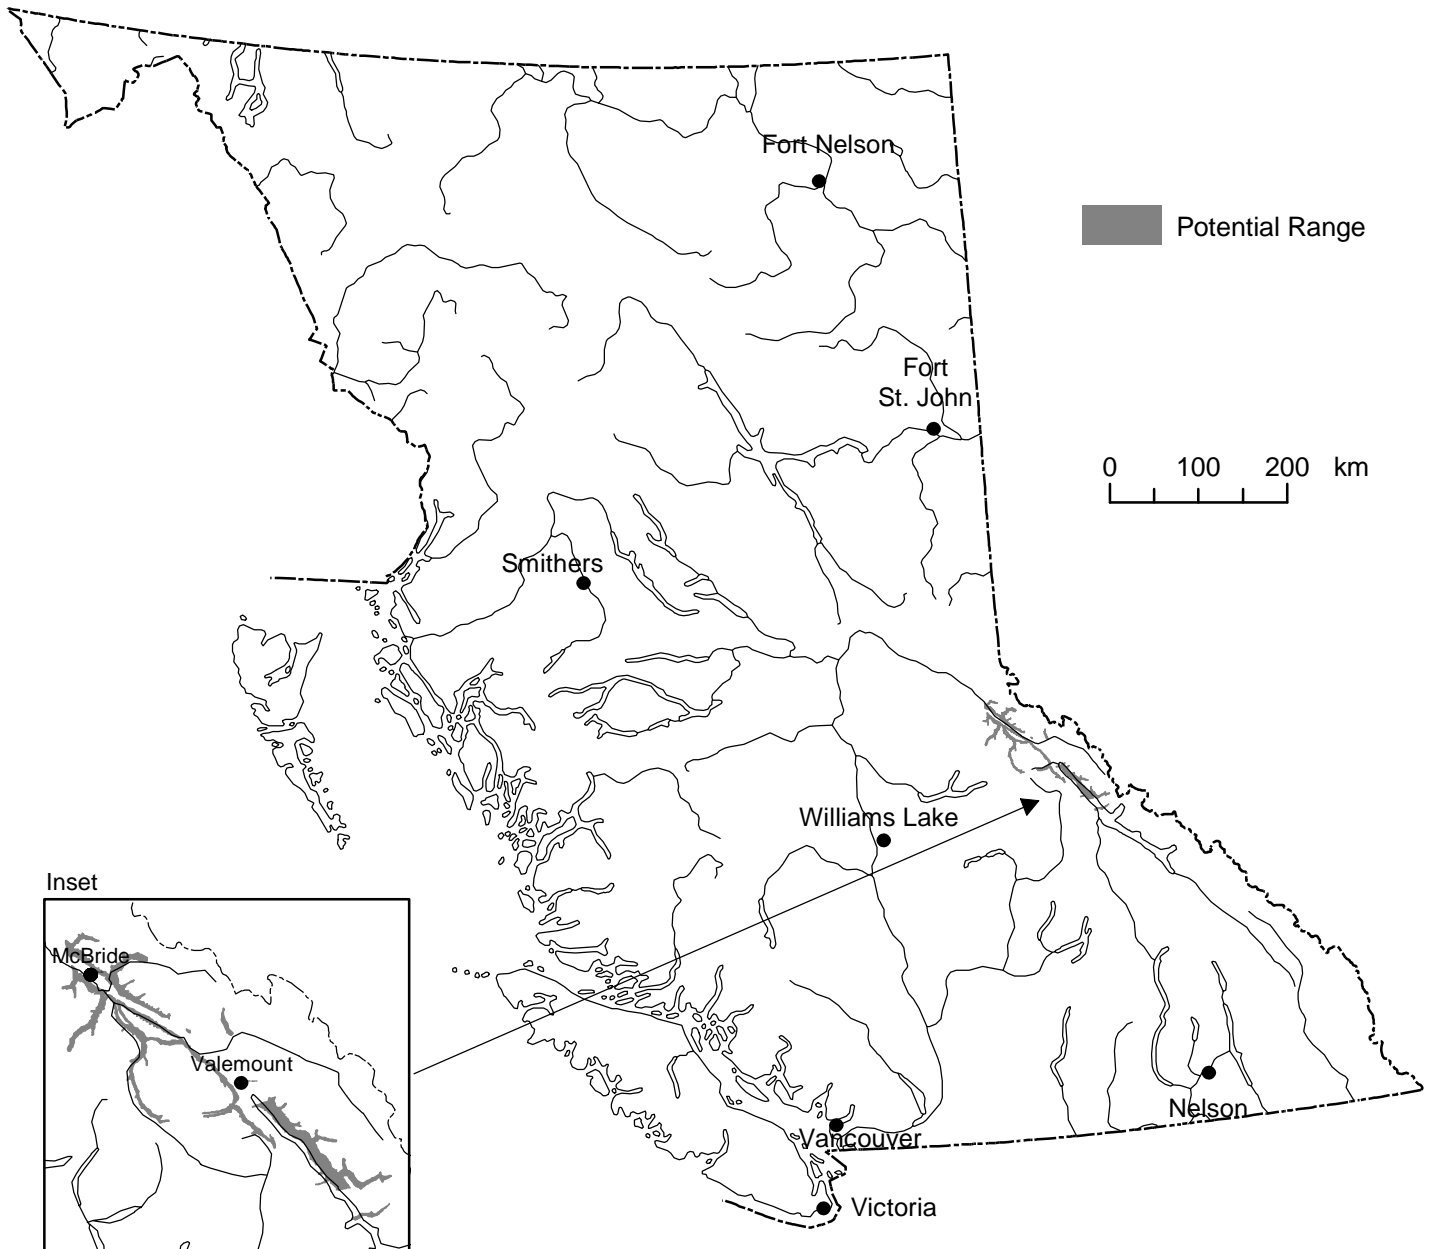 Fort Nelson
Potential Range
Fort
St. John
0 100 200 km
Smithers
Williams Lake
Inset
McBride
Valemount
Nelson
Vancouver
Victoria